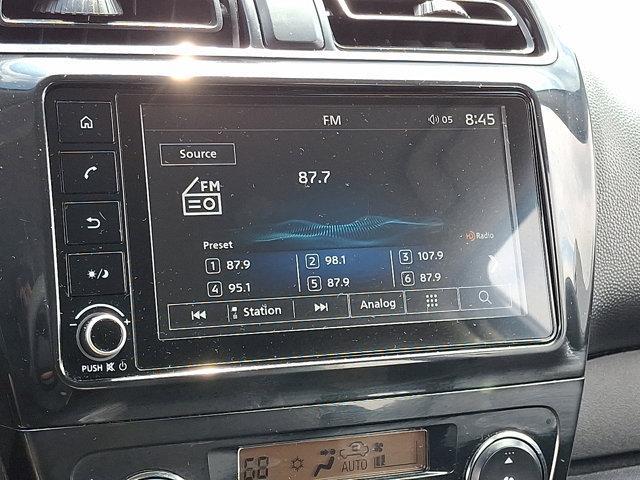 FM 05 8:45
Source
87.7
FM
HD Radio
Preset
1 87.9 2 98.1 3 107.9
4 95.1 5 87.9 6 87.9
Station Analog
PUSH
68 AUTO